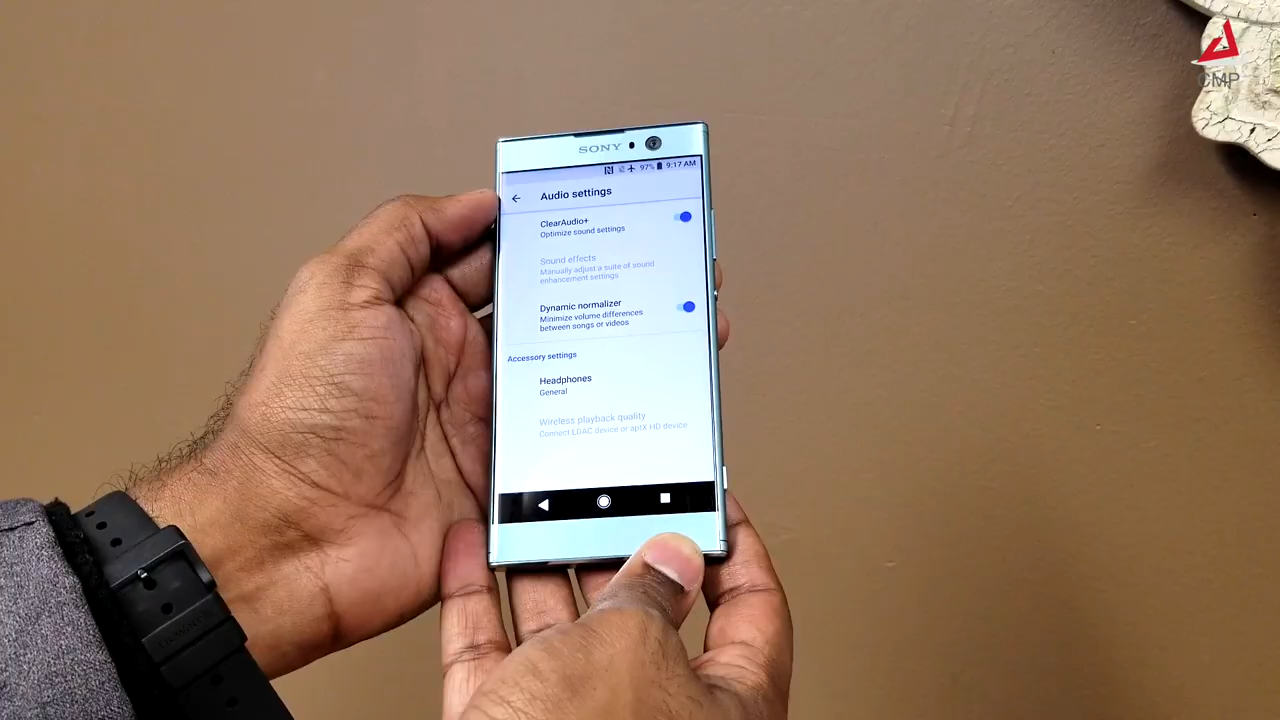 CMP
SONY
97% 9:17 AM
Audio settings
ClearAudio+
Optimize sound settings
Sound effects
Manually adjust a suite of sound
enhancement settings
Dynamic normalizer
Minimize volume differences
between songs or videos
Accessory settings
Headphones
General
Wireless playback quality
Connect LDAC device or aptX HD device